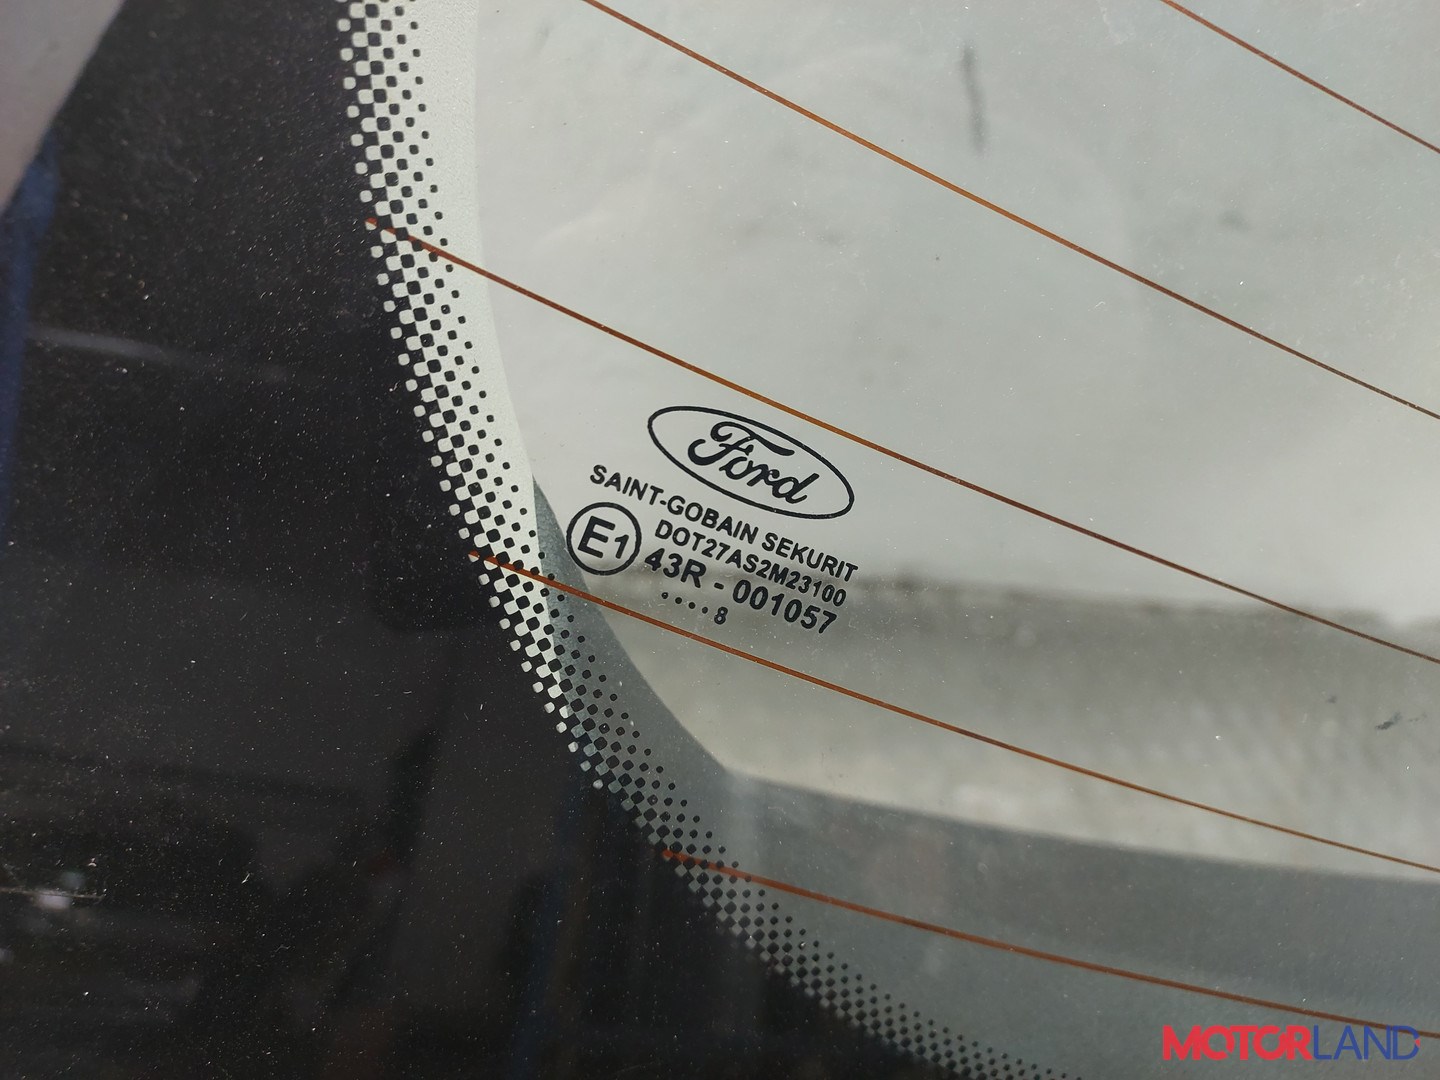 Ford
SAINT-GOBAIN SEKURIT
E1
DOT27AS2M23100
43R - 001057
....8
MOTORLAND